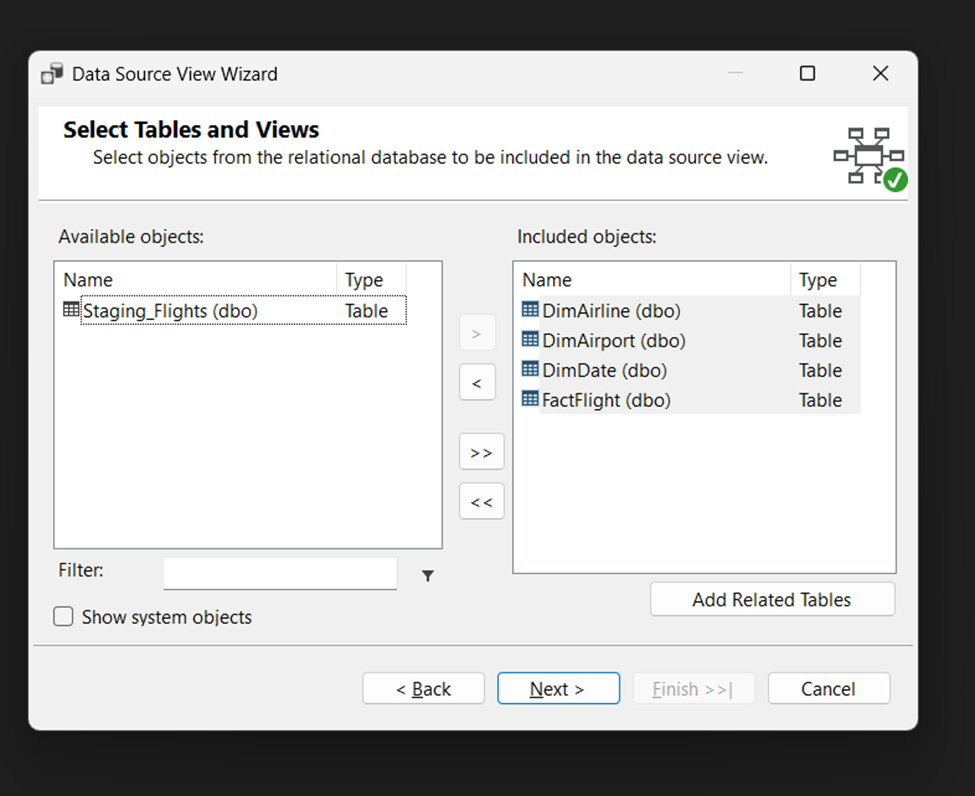 Data Source View Wizard
Select Tables and Views
Select objects from the relational database to be included in the data source view.
Available objects:
Name Type
Staging_Flights (dbo) Table
>
<
>>
<<
Included objects:
Name Type
DimAirline (dbo) Table
DimAirport (dbo) Table
DimDate (dbo) Table
FactFlight (dbo) Table
Filter:
Show system objects
Add Related Tables
< Back Next > Finish >>| Cancel